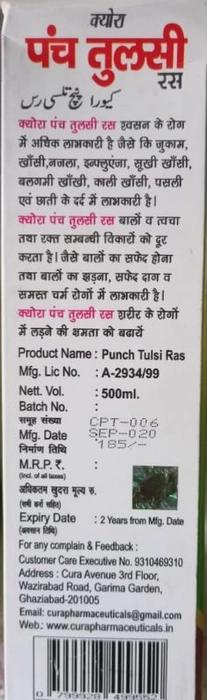 क्योरा
पंच तुलसी
रस
کیورا پنچ تلسی رس
क्योरा पंच तुलसी रस श्वसन के रोग
में अधिक लाभकारी है जैसे कि जुकाम,
खाँसी,नजला, इन्फ्लुएंजा, सूखी खाँसी,
बलगमी खाँखी, काली खाँसी, पसली
एवं छाती के दर्द में लाभकारी है।
क्योरा पंच तुलसी रस बालों व त्वचा
तथा रक्त सम्बन्धी विकारों को दूर
करता है। जैसे बालों का सफेद होना
तथा बालों का झड़ना, सफेद दाग व
समस्त चर्म रोगों में लाभकारी है।
क्योरा पंच तुलसी रस शरीर के रोगों
में लड़ने की क्षमता को बढायें
Product Name : Punch Tulsi Ras
Mfg. Lic No. : A-2934/99
Nett. Vol. : 500ml.
Batch No. :
समूह संख्या CPT-006
Mfg. Date SEP-020
निर्माण तिथि 185/-
M.R.P. ₹. :
(Incl. of all taxes)
अधिकतम खुदरा मूल्य रु.
(सभी करों सहित)
Expiry Date : 2 Years from Mfg. Date
(अवसान तिथि)
For any complain & Feedback :
Customer Care Executive No. 9310469310
Address : Cura Avenue 3rd Floor,
Wazirabad Road, Garima Garden,
Ghaziabad-201005
Email: curapharmaceuticals@gmail.com
Web.: www.curapharmaceuticals.in